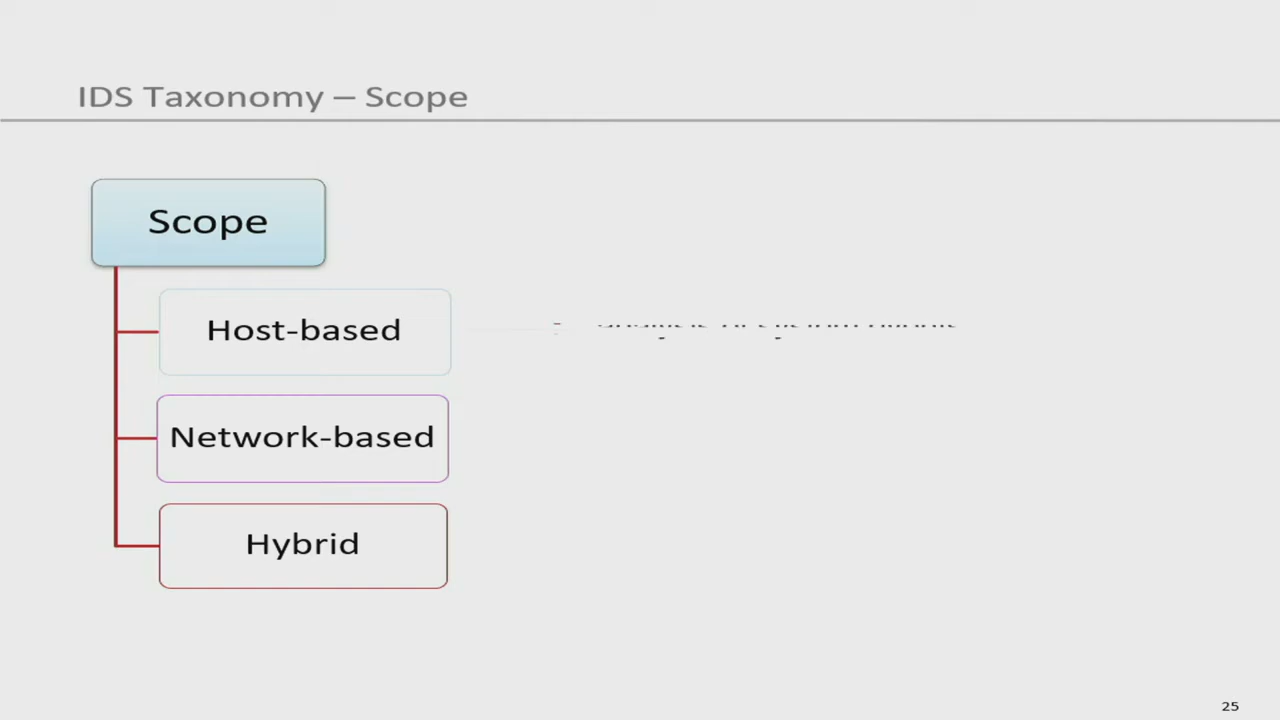 IDS Taxonomy – Scope
Scope
Host-based
Network-based
Hybrid
25